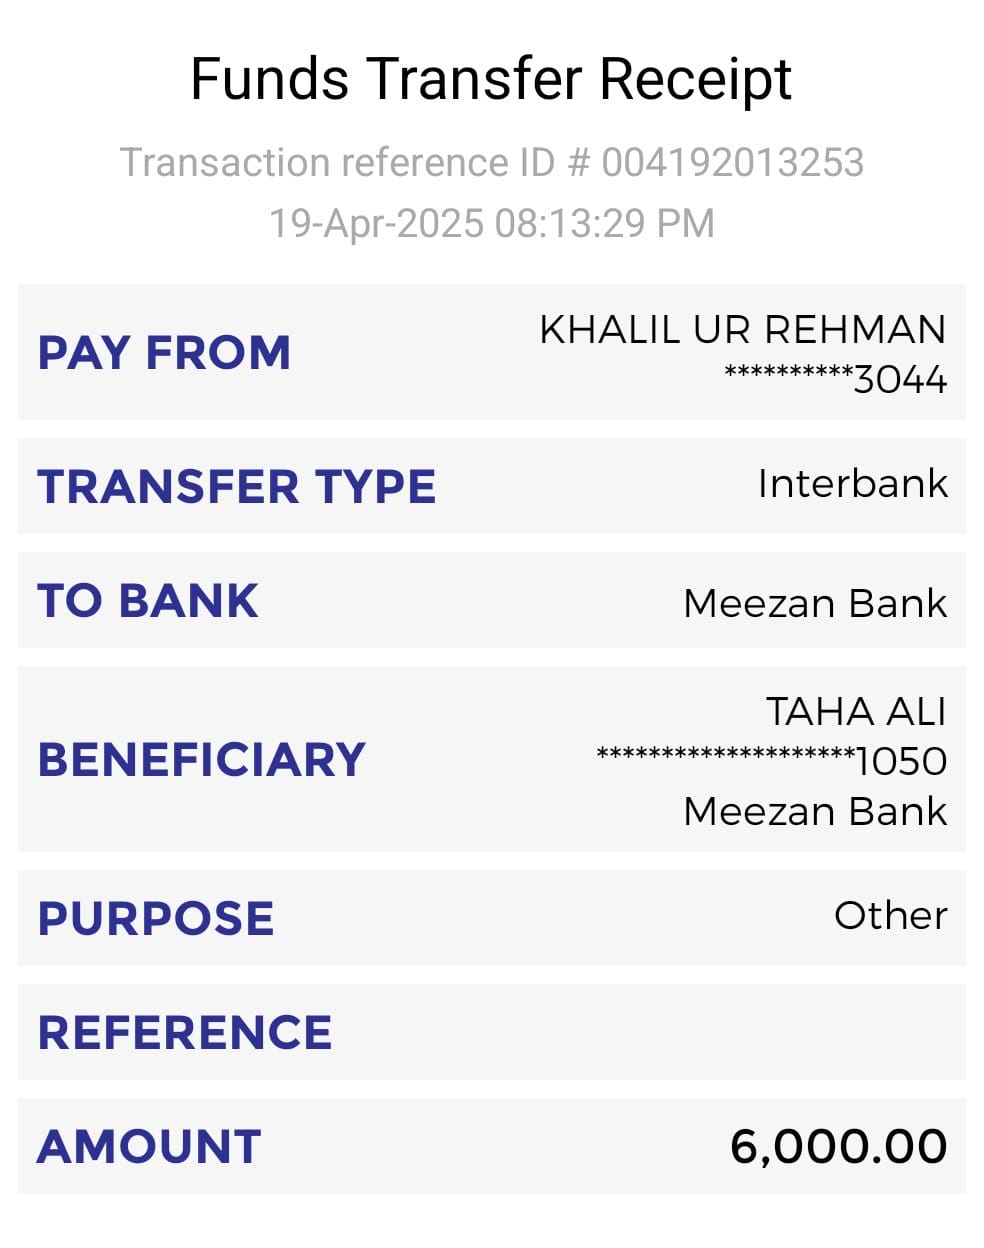 Funds Transfer Receipt
Transaction reference ID # 004192013253
19-Apr-2025 08:13:29 PM
PAY FROM
KHALIL UR REHMAN
**********3044
TRANSFER TYPE
Interbank
TO BANK
Meezan Bank
BENEFICIARY
TAHA ALI
********************1050
Meezan Bank
PURPOSE
Other
REFERENCE
AMOUNT
6,000.00